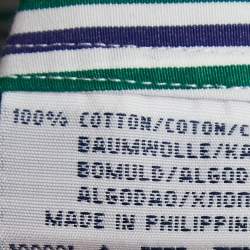 100% COTTON/COTON/
BAUMWOLLE/KA
BOMULD/ALGOD
ALGODAO/ХЛОП
MADE IN PHILIPPIN